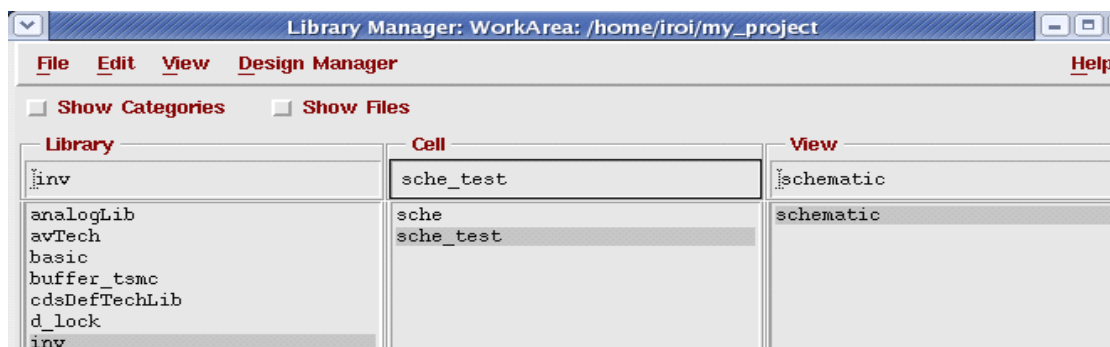 Library Manager: WorkArea: /home/iroi/my_project
File Edit View Design Manager Help
Show Categories Show Files
Library Cell View
inv sche_test schematic
analogLib sche schematic
avTech sche_test
basic
buffer_tsmc
cdsDefTechLib
d_lock
inv